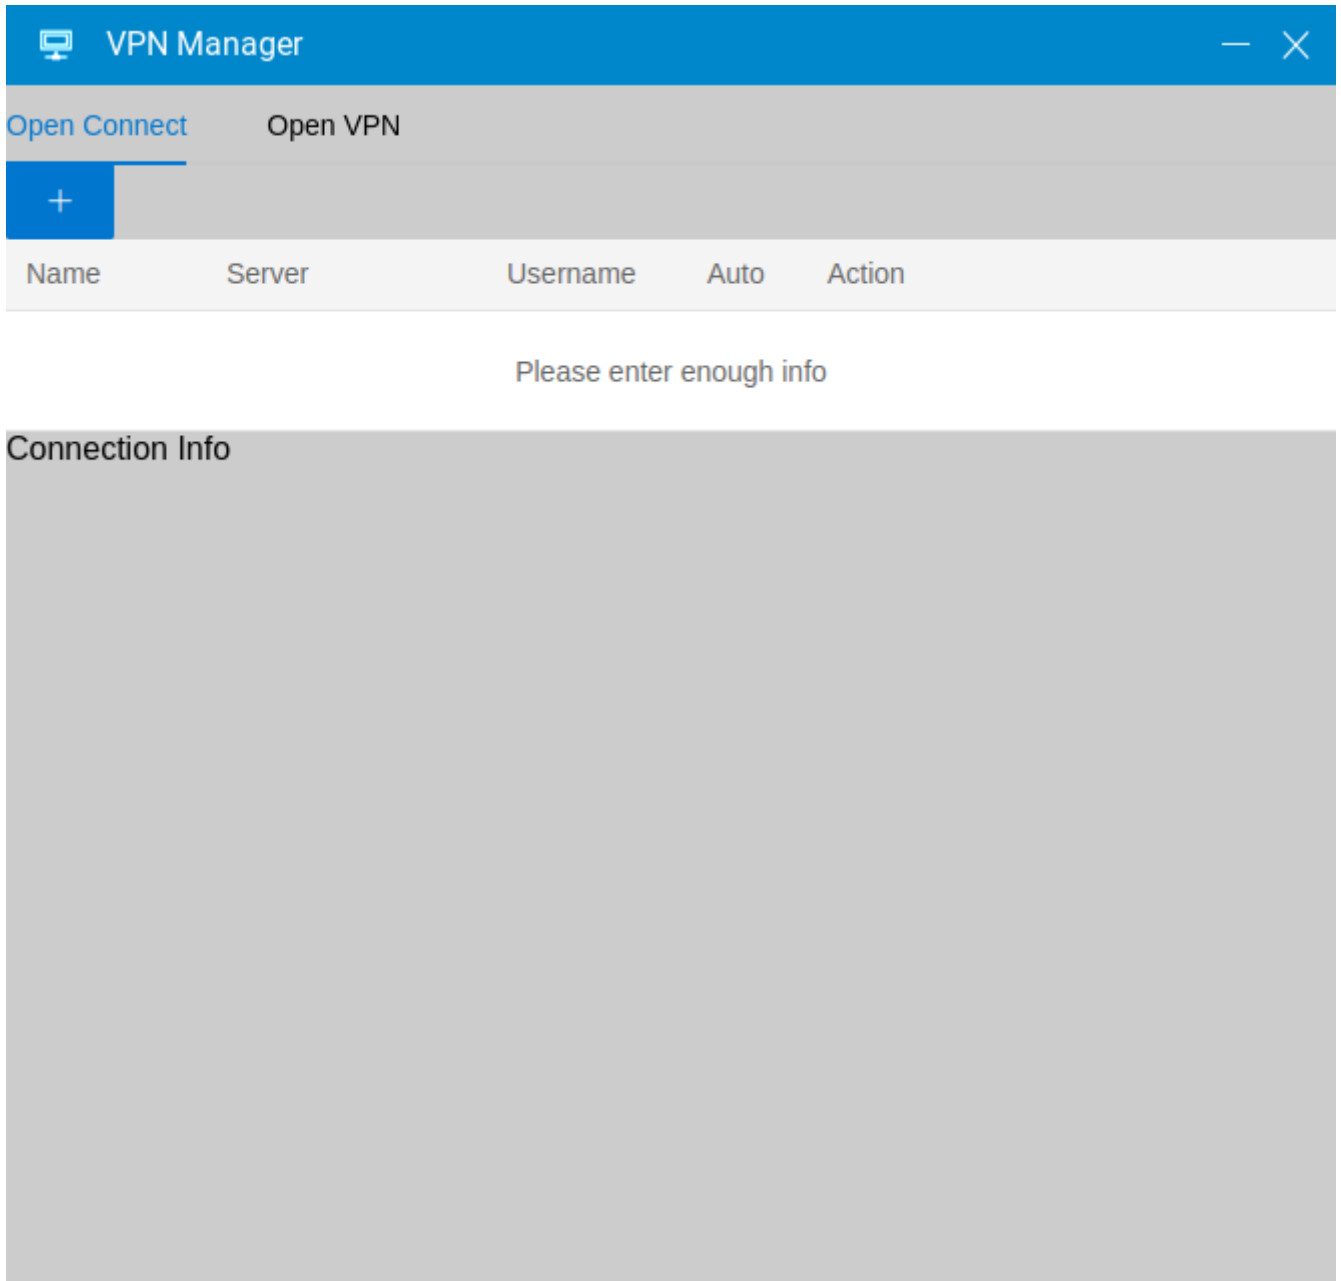 VPN Manager
Open Connect Open VPN
+
Name Server Username Auto Action
Please enter enough info
Connection Info